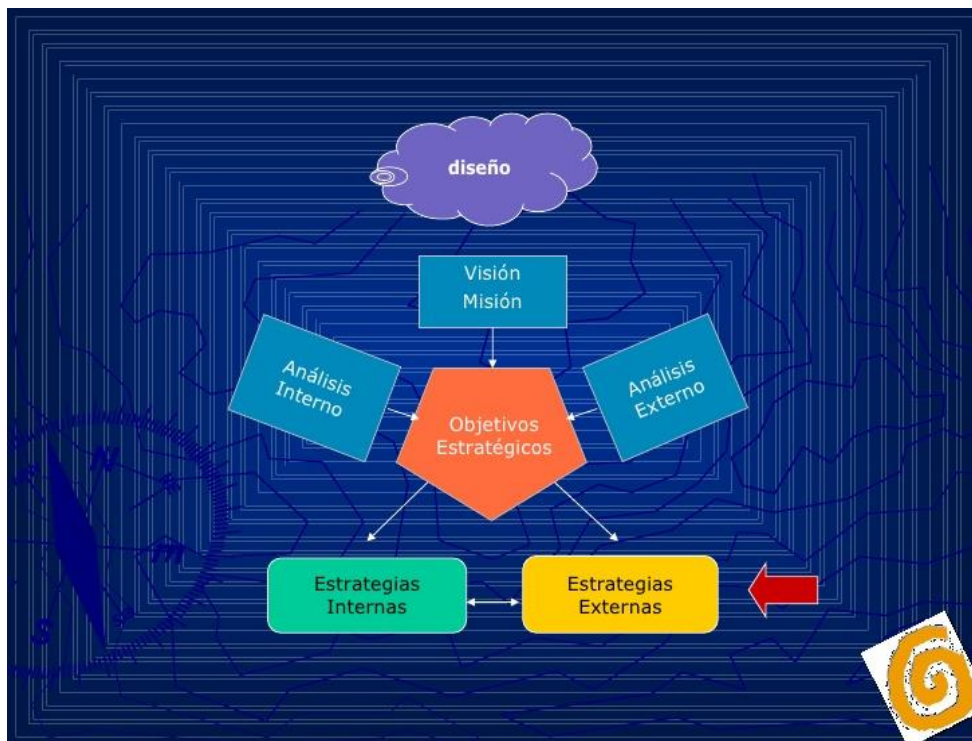 diseño
Visión
Misión
Análisis
Interno
Análisis
Externo
Objetivos
Estratégicos
Estrategias
Internas
Estrategias
Externas
N
S